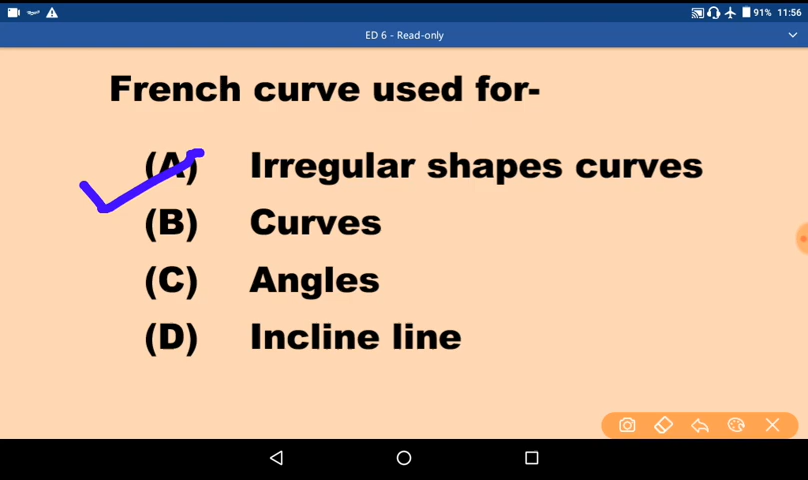 91% 11:56
ED 6 - Read-only
French curve used for-
(A) Irregular shapes curves
(B) Curves
(C) Angles
(D) Incline line